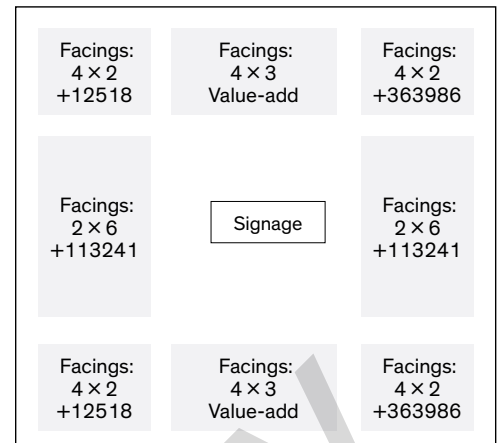 Facings:
4 × 2
+12518
Facings:
4 × 3
Value-add
Facings:
4 × 2
+363986
Facings:
2 × 6
+113241
Signage
Facings:
2 × 6
+113241
Facings:
4 × 2
+12518
Facings:
4 × 3
Value-add
Facings:
4 × 2
+363986